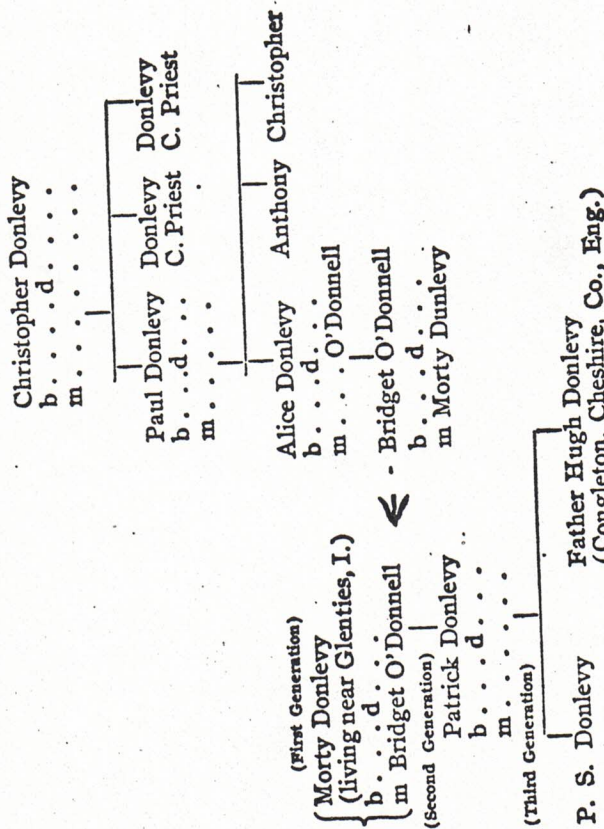 Christopher Donlevy
b. . . . . d. . . . .
m . . . . . . . .
Paul Donlevy Donlevy Donlevy
b . . .d. . . C. Priest C. Priest
m . . . . . .
Alice Donlevy Anthony Christopher
b . . . d. . . .
m . . . . O'Donnell
- Bridget O'Donnell
b . . . . d . . .
m Morty Dunlevy
(First Generation)
Morty Donlevy
(living near Glenties, I.)
b . . . . d . . . .
m Bridget O'Donnell
(Second Generation)
Patrick Donlevy
b . . . d . . . .
m . . . . . . .
(Third Generation)
P. S. Donlevy Father Hugh Donlevy
(Congleton, Cheshire, Co., Eng.)